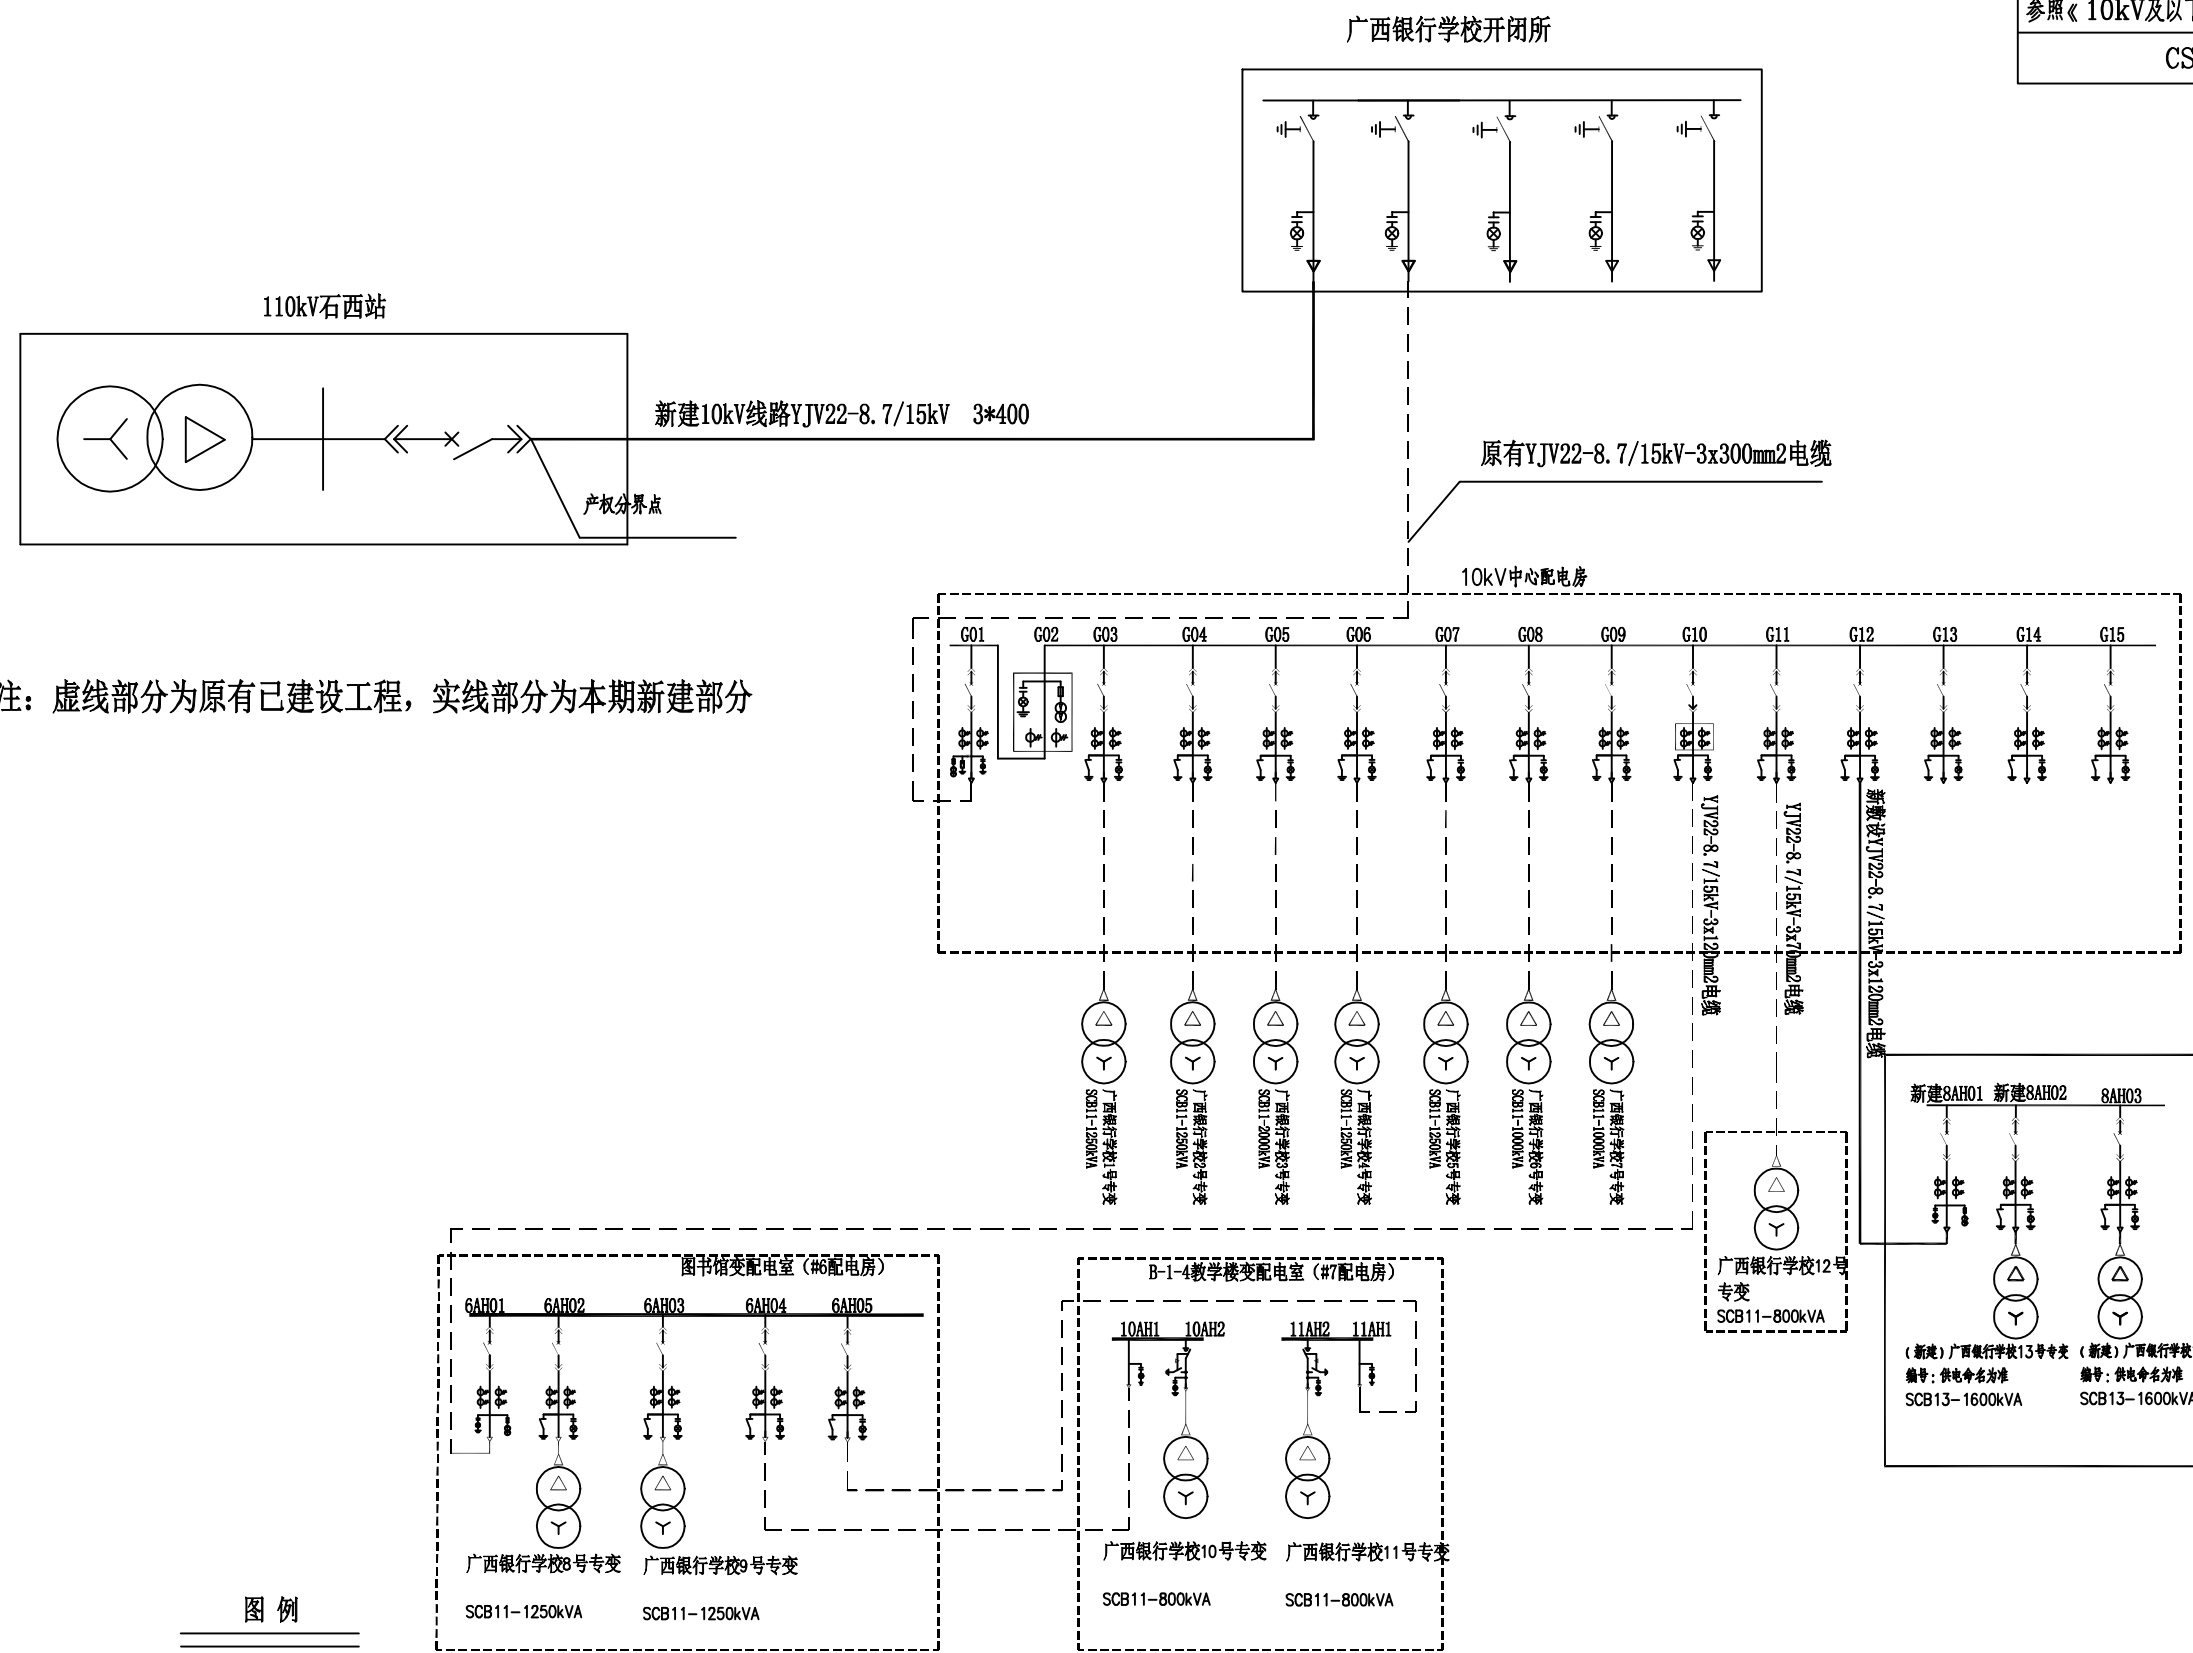 广西银行学校开闭所
参照《10kV及以下
CS
110kV石西站
新建10kV线路YJV22-8.7/15kV 3*400
产权分界点
原有YJV22-8.7/15kV-3x300mm2电缆
10kV中心配电房
G01 G02 G03 G04 G05 G06 G07 G08 G09 G10 G11 G12 G13 G14 G15
注：虚线部分为原有已建设工程，实线部分为本期新建部分
YJV22-8.7/15kV-3x120mm2电缆
YJV22-8.7/15kV-3x70mm2电缆
新敷设YJV22-8.7/15kV-3x120mm2电缆
广西银行学校1号专变
SCB11-1250kVA
广西银行学校2号专变
SCB11-1250kVA
广西银行学校3号专变
SCB11-2000kVA
广西银行学校4号专变
SCB11-1250kVA
广西银行学校5号专变
SCB11-1250kVA
广西银行学校6号专变
SCB11-1000kVA
广西银行学校7号专变
SCB11-1000kVA
新建8AH01 新建8AH02 8AH03
广西银行学校12号
专变
SCB11-800kVA
（新建）广西银行学校13号专变
编号：供电命名为准
SCB13-1600kVA
（新建）广西银行学校
编号：供电命名为准
SCB13-1600kVA
图书馆变配电室（#6配电房）
6AH01 6AH02 6AH03 6AH04 6AH05
广西银行学校8号专变
SCB11-1250kVA
广西银行学校9号专变
SCB11-1250kVA
B-1-4教学楼变配电室（#7配电房）
10AH1 10AH2 11AH2 11AH1
广西银行学校10号专变
SCB11-800kVA
广西银行学校11号专变
SCB11-800kVA
图 例